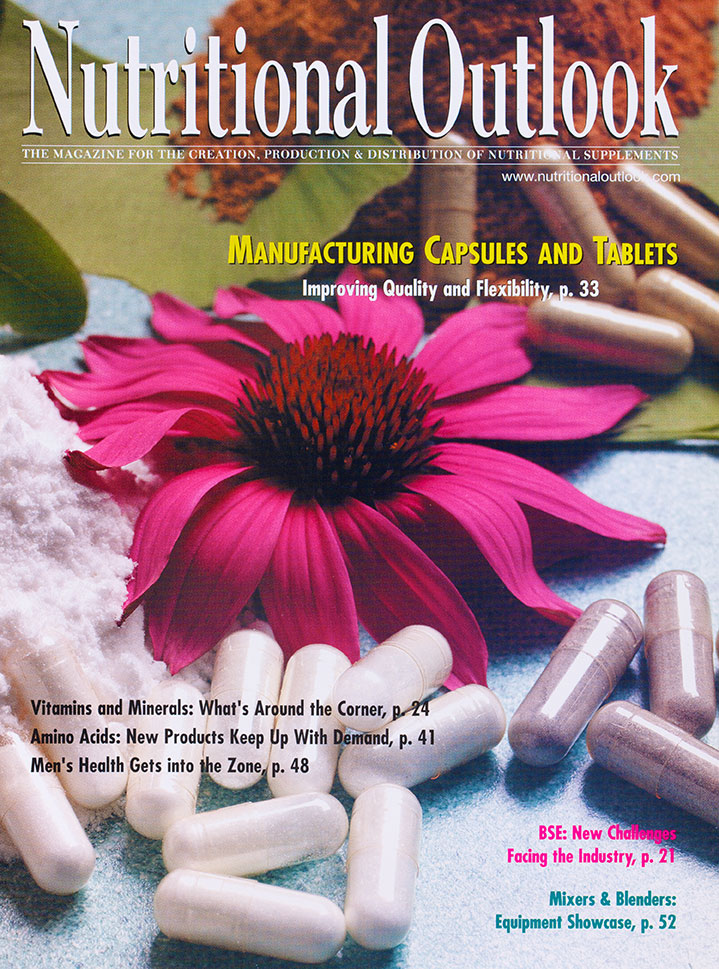 Nutritional Outlook
THE MAGAZINE FOR THE CREATION, PRODUCTION & DISTRIBUTION OF NUTRITIONAL SUPPLEMENTS
www.nutritionaloutlook.com
MANUFACTURING CAPSULES AND TABLETS
Improving Quality and Flexibility, p. 33
Vitamins and Minerals: What's Around the Corner, p. 24
Amino Acids: New Products Keep Up With Demand, p. 41
Men's Health Gets into the Zone, p. 48
BSE: New Challenges
Facing the Industry, p. 21
Mixers & Blenders:
Equipment Showcase, p. 52